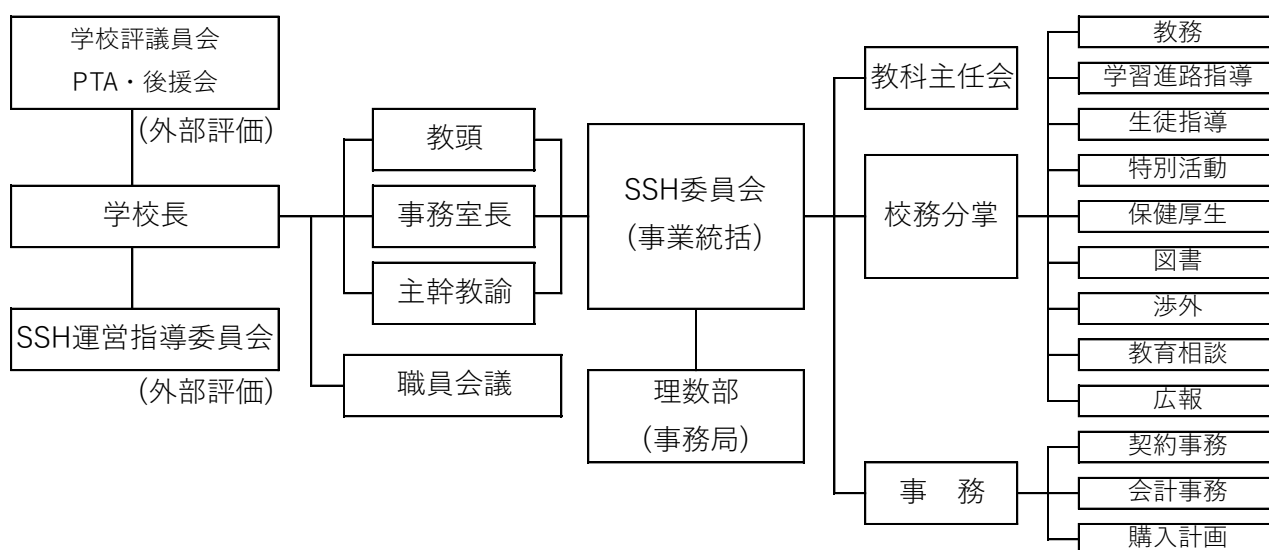 学校評議員会
PTA・後援会
(外部評価)
学校長
SSH運営指導委員会
(外部評価)
教頭
事務室長
主幹教諭
職員会議
SSH委員会
(事業統括)
理数部
(事務局)
教科主任会
校務分掌
事　務
教務
学習進路指導
生徒指導
特別活動
保健厚生
図書
渉外
教育相談
広報
契約事務
会計事務
購入計画